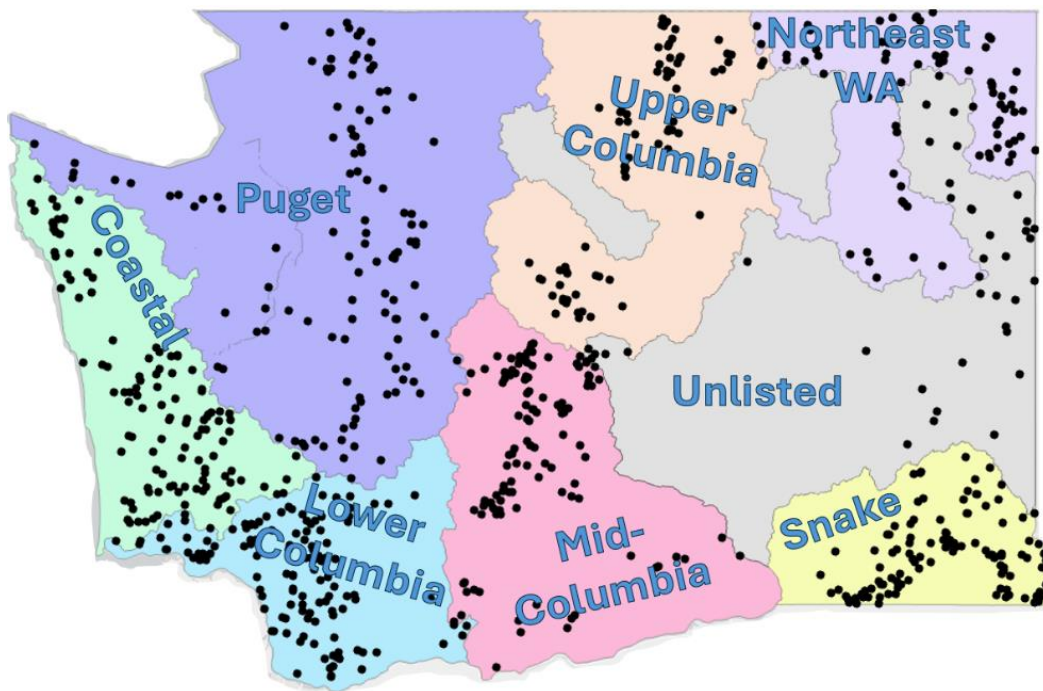 Northeast
WA
Upper
Columbia
Puget
Coastal
Unlisted
Lower
Columbia
Mid-
Columbia
Snake